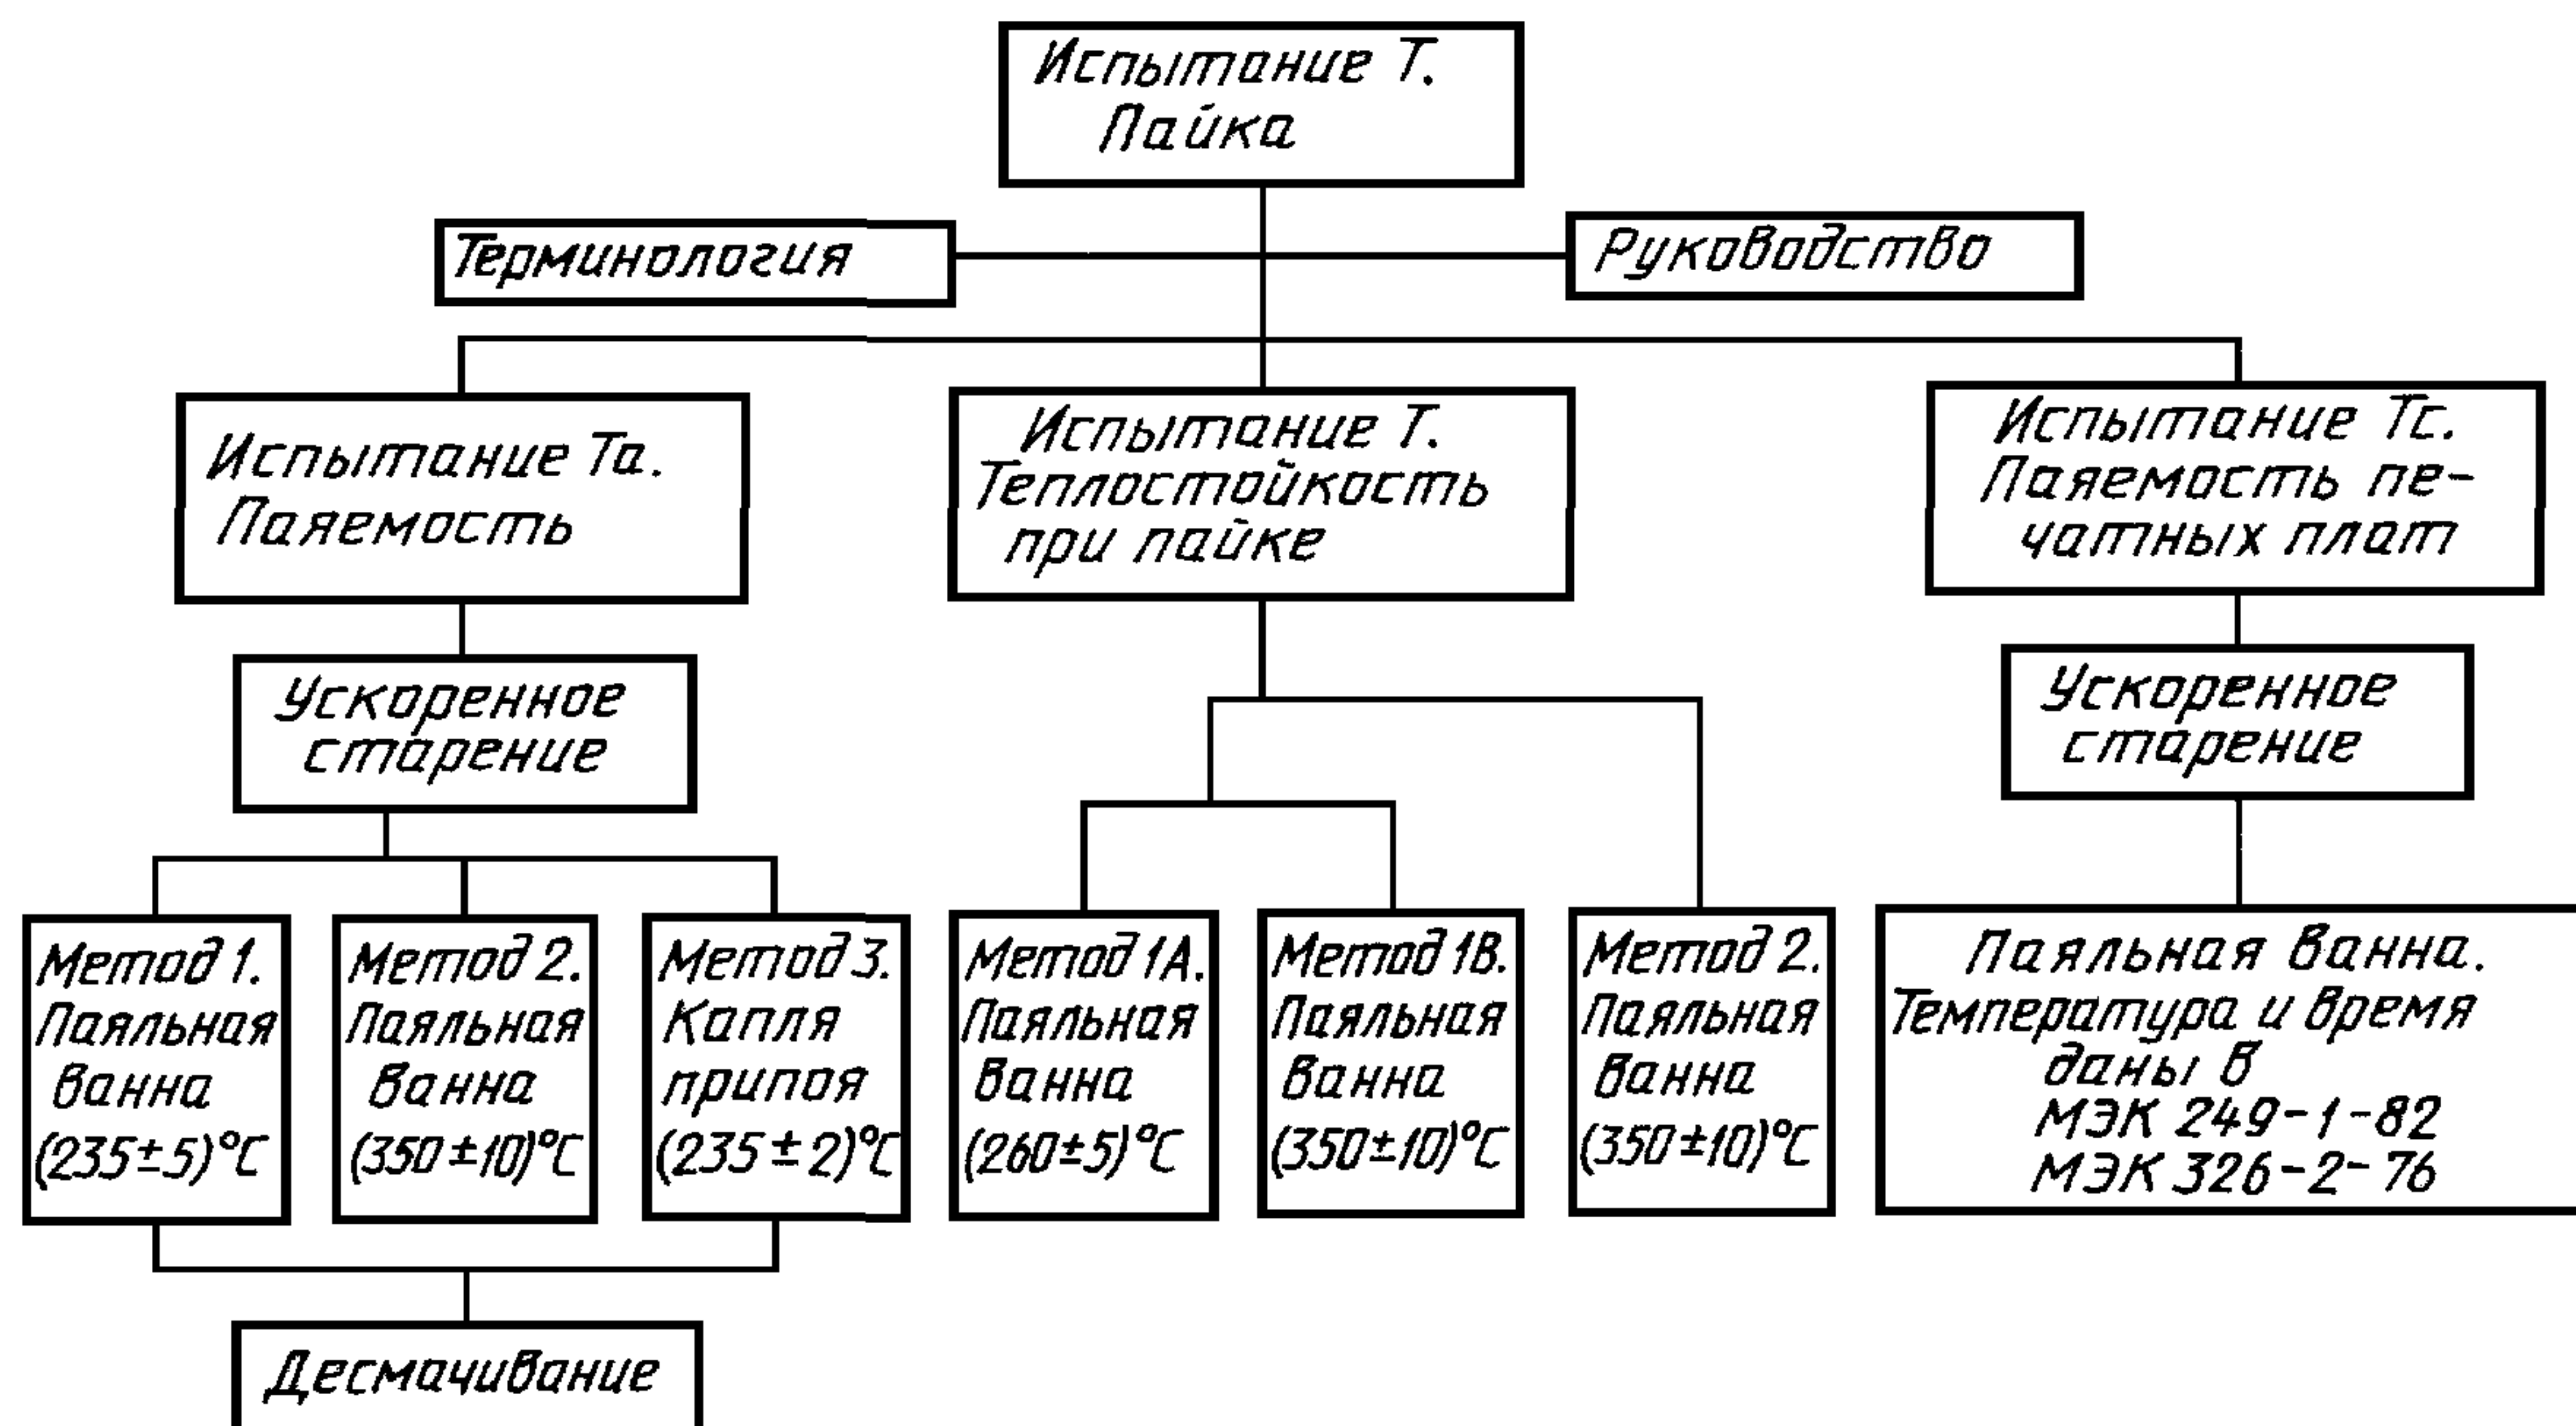 Испытание Т.
Пайка
Терминология
Руководство
Испытание Та.
Паяемость
Испытание Т.
Теплостойкость
при пайке
Испытание Тс.
Паяемость пе-
чатных плат
Ускоренное
старение
Ускоренное
старение
Метод 1.
Паяльная
ванна
(235±5)°С
Метод 2.
Паяльная
ванна
(350±10)°С
Метод 3.
Капля
припоя
(235±2)°С
Метод 1А.
Паяльная
ванна
(260±5)°С
Метод 1В.
Паяльная
ванна
(350±10)°С
Метод 2.
Паяльная
ванна
(350±10)°С
Паяльная ванна.
Температура и время
даны в
МЭК 249-1-82
МЭК 326-2-76
Десмачивание